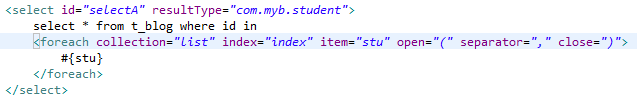 <select id="selectA" resultType="com.myb.student">
select * from t_blog where id in
<foreach collection="list" index="index" item="stu" open="(" separator="," close=")">
#{stu}
</foreach>
</select>